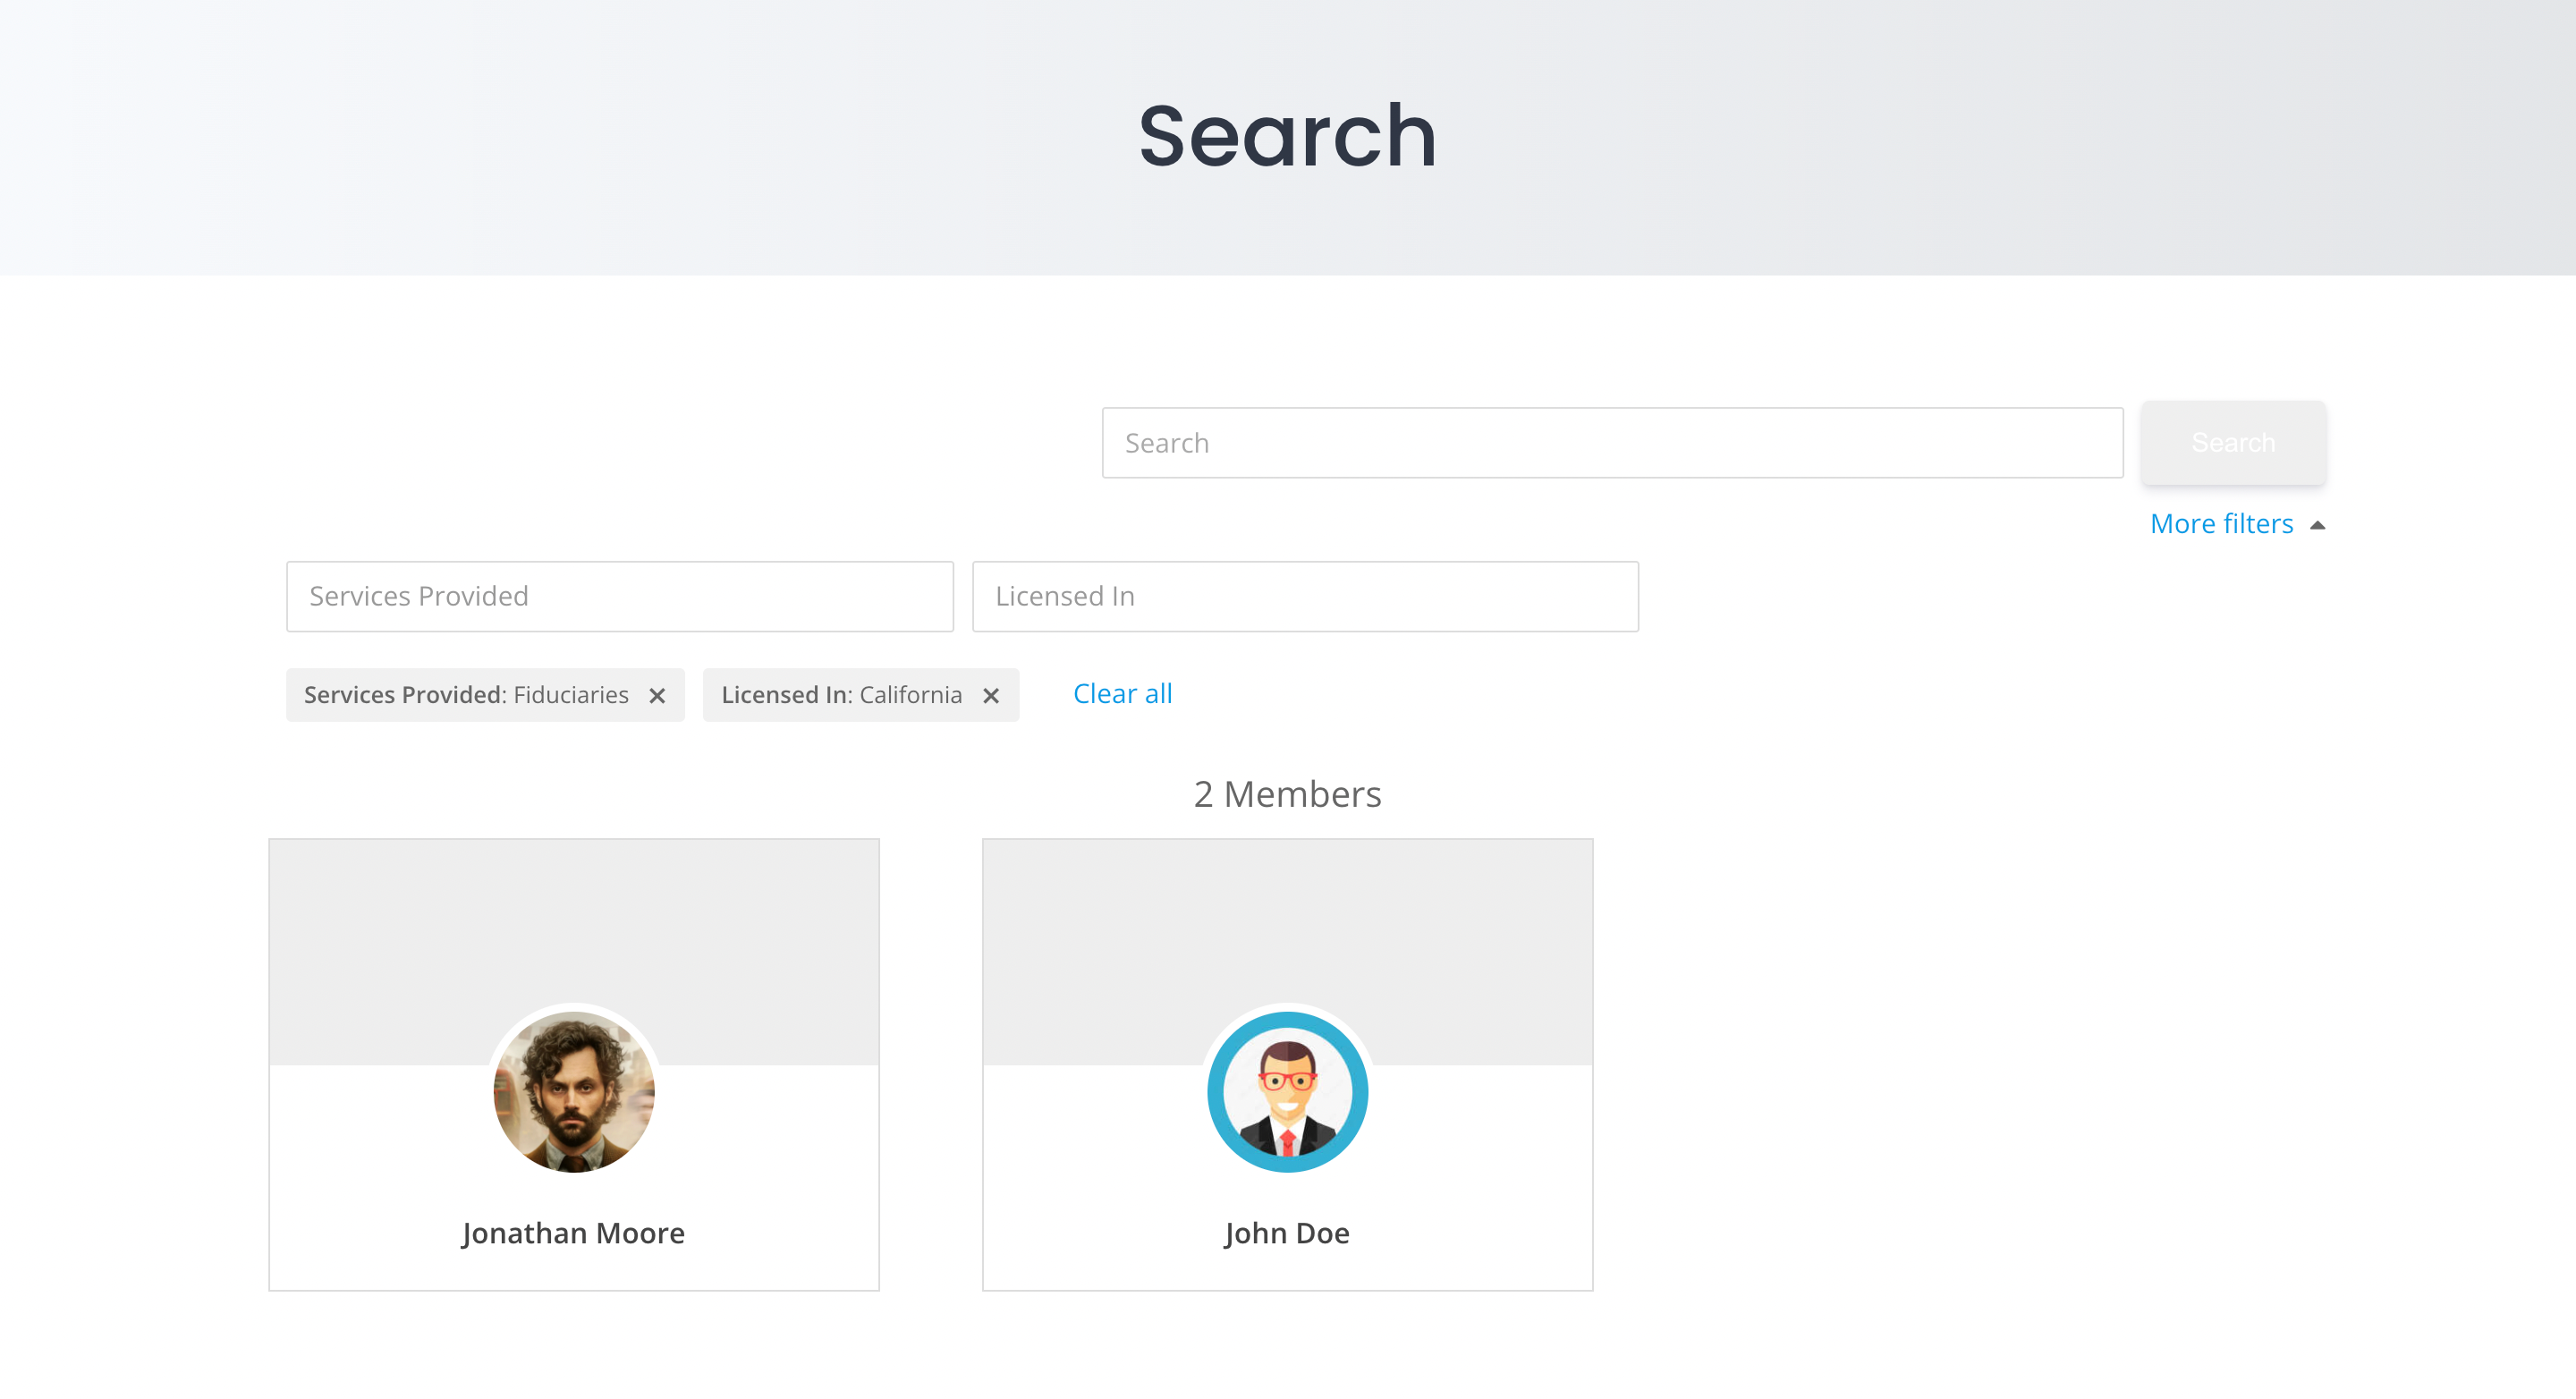 Search
Search
Search
More filters
Services Provided
Licensed In
Services Provided: Fiduciaries
Licensed In: California
Clear all
2 Members
Jonathan Moore
John Doe